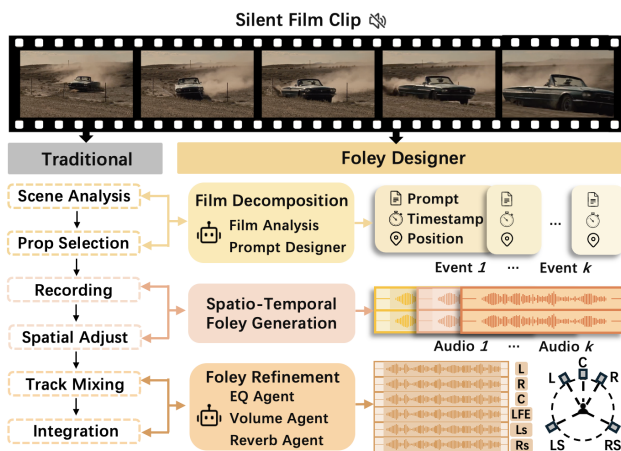 Silent Film Clip
Traditional
Foley Designer
Scene Analysis
Prop Selection
Recording
Spatial Adjust
Track Mixing
Integration
Film Decomposition
Film Analysis
Prompt Designer
Prompt
Timestamp
Position
...
Event 1 ... Event k
Spatio-Temporal
Foley Generation
Audio 1 ... Audio k
Foley Refinement
EQ Agent
Volume Agent
Reverb Agent
L
R
C
LFE
Ls
Rs
C
L
R
LS
RS